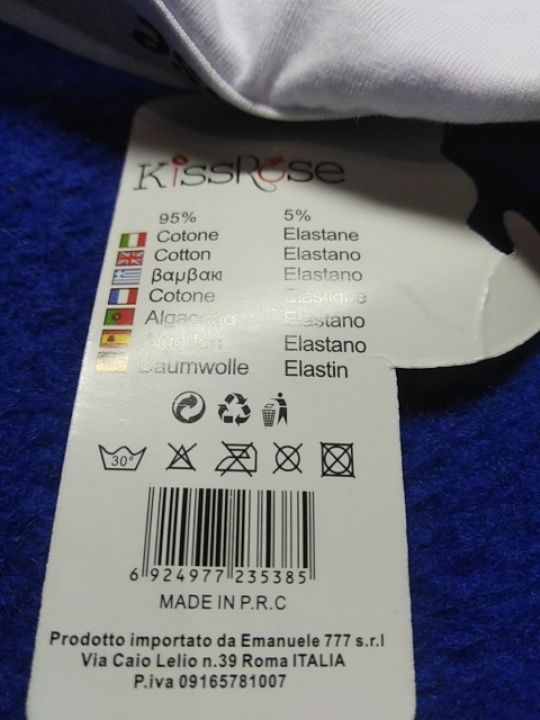 KissRose
95% 5%
Cotone Elastane
Cotton Elastano
βαμβακι Elastano
Cotone Elastique
Elastano
Elastano
Baumwolle Elastin
30°
6 924977 235385
MADE IN P.R.C
Prodotto importato da Emanuele 777 s.r.l
Via Caio Lelio n.39 Roma ITALIA
P.iva 09165781007